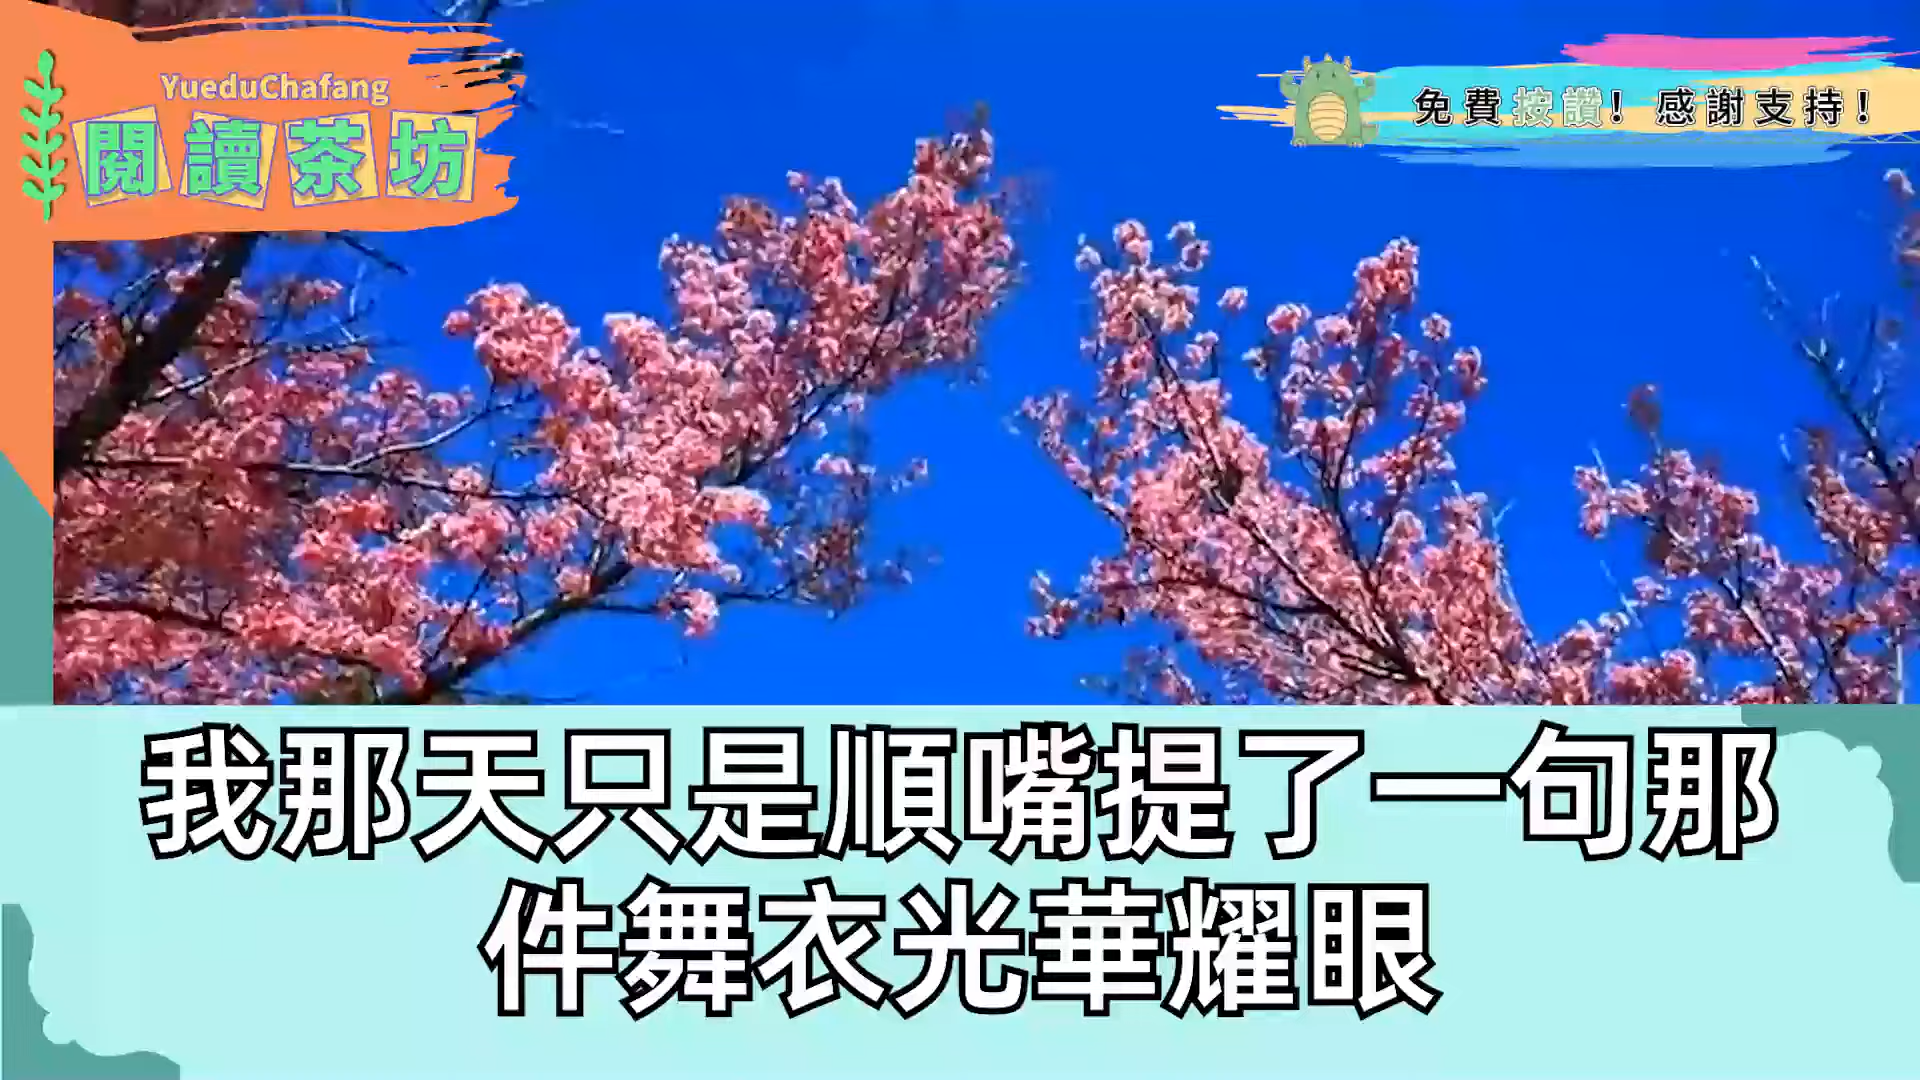 YueduChafang
閱讀茶坊
免費按讚！感謝支持！
我那天只是順嘴提了一句那
件舞衣光華耀眼